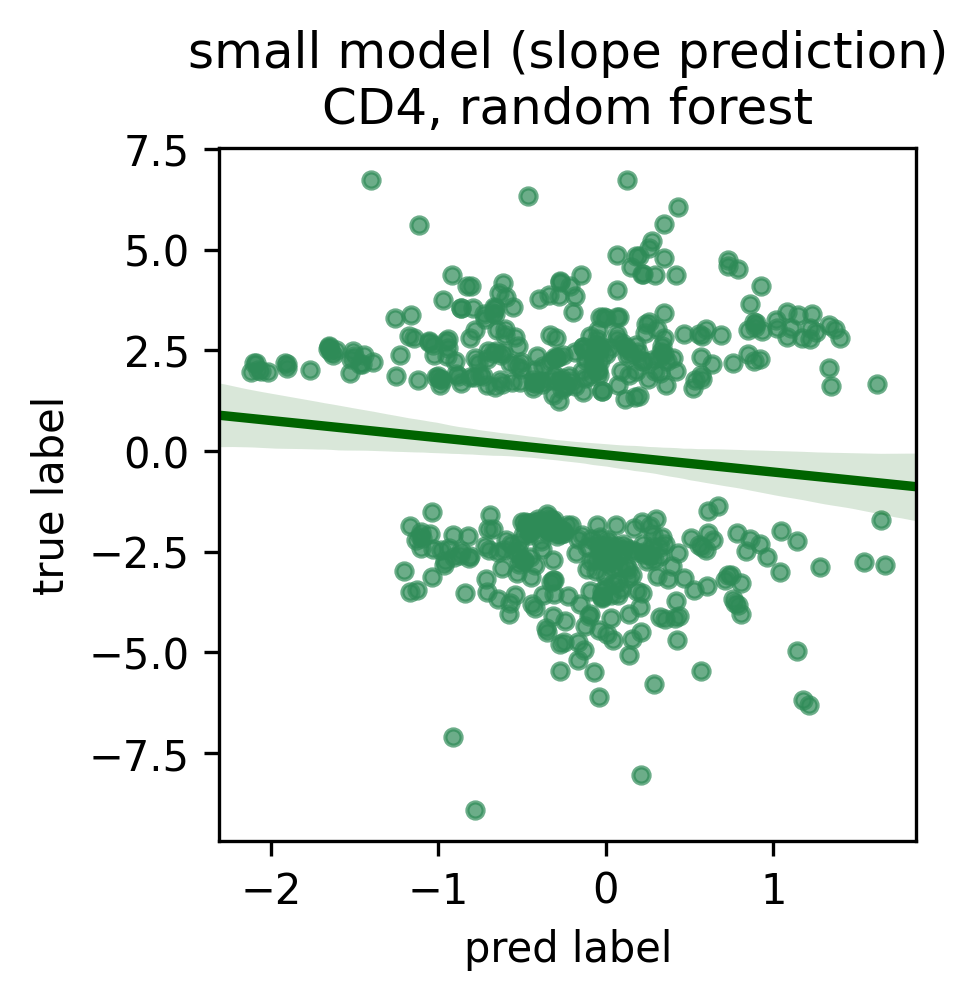 small model (slope prediction)
CD4, random forest
7.5
5.0
2.5
0.0
−2.5
−5.0
−7.5
true label
−2
−1
0
1
pred label